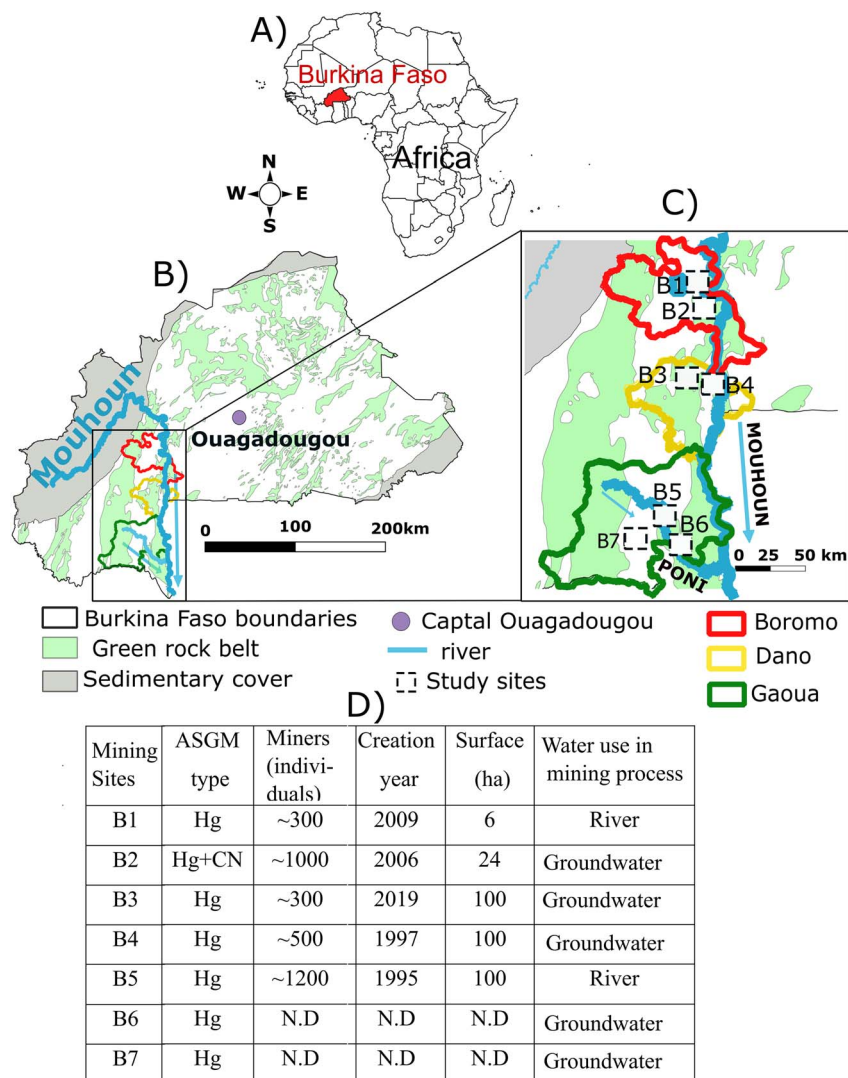 A)
Burkina Faso
Africa
N
W E
S
C)
B)
Mouhoun
Ouagadougou
0 100 200km
B1
B2
B3
B4
MOUHOUN
B5
B6
B7
PONI
0 25 50 km
Burkina Faso boundaries
Green rock belt
Sedimentary cover
Captal Ouagadougou
river
Study sites
Boromo
Dano
Gaoua
D)
Mining Sites ASGM type Miners (indivi-duals) Creation year Surface (ha) Water use in mining process
B1 Hg ~300 2009 6 River
B2 Hg+CN ~1000 2006 24 Groundwater
B3 Hg ~300 2019 100 Groundwater
B4 Hg ~500 1997 100 Groundwater
B5 Hg ~1200 1995 100 River
B6 Hg N.D N.D N.D Groundwater
B7 Hg N.D N.D N.D Groundwater